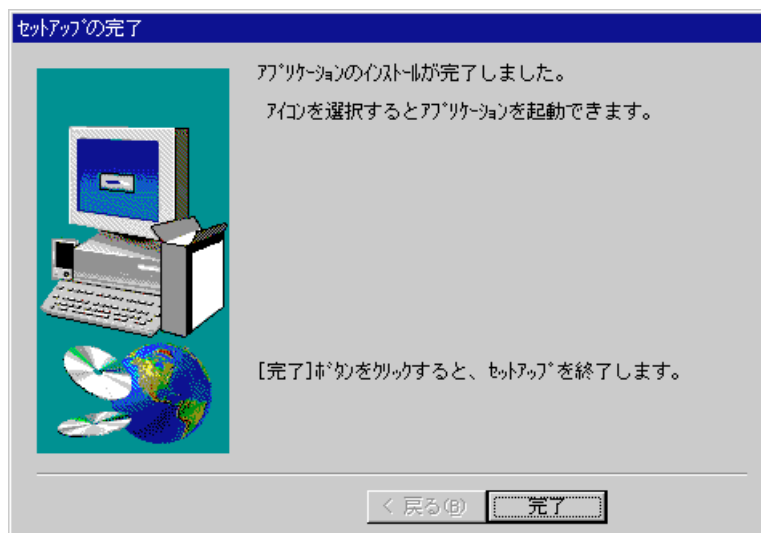 ｾｯﾄｱｯﾌﾟの完了
ｱﾌﾟﾘｹｰｼｮﾝのｲﾝｽﾄｰﾙが完了しました。
ｱｲｺﾝを選択するとｱﾌﾟﾘｹｰｼｮﾝを起動できます。
[完了]ﾎﾞﾀﾝをｸﾘｯｸすると、ｾｯﾄｱｯﾌﾟを終了します。
< 戻る(B)
完了